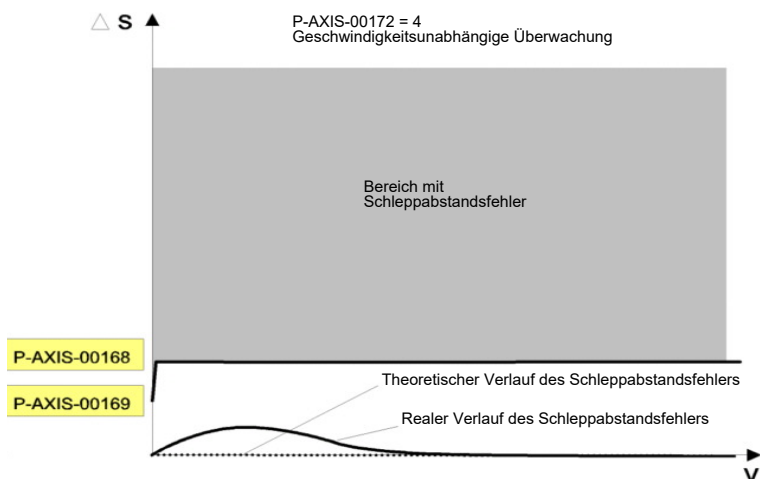 △ S
P-AXIS-00172 = 4
Geschwindigkeitsunabhängige Überwachung
Bereich mit
Schleppabstandsfehler
P-AXIS-00168
Theoretischer Verlauf des Schleppabstandsfehlers
P-AXIS-00169
Realer Verlauf des Schleppabstandsfehlers
V